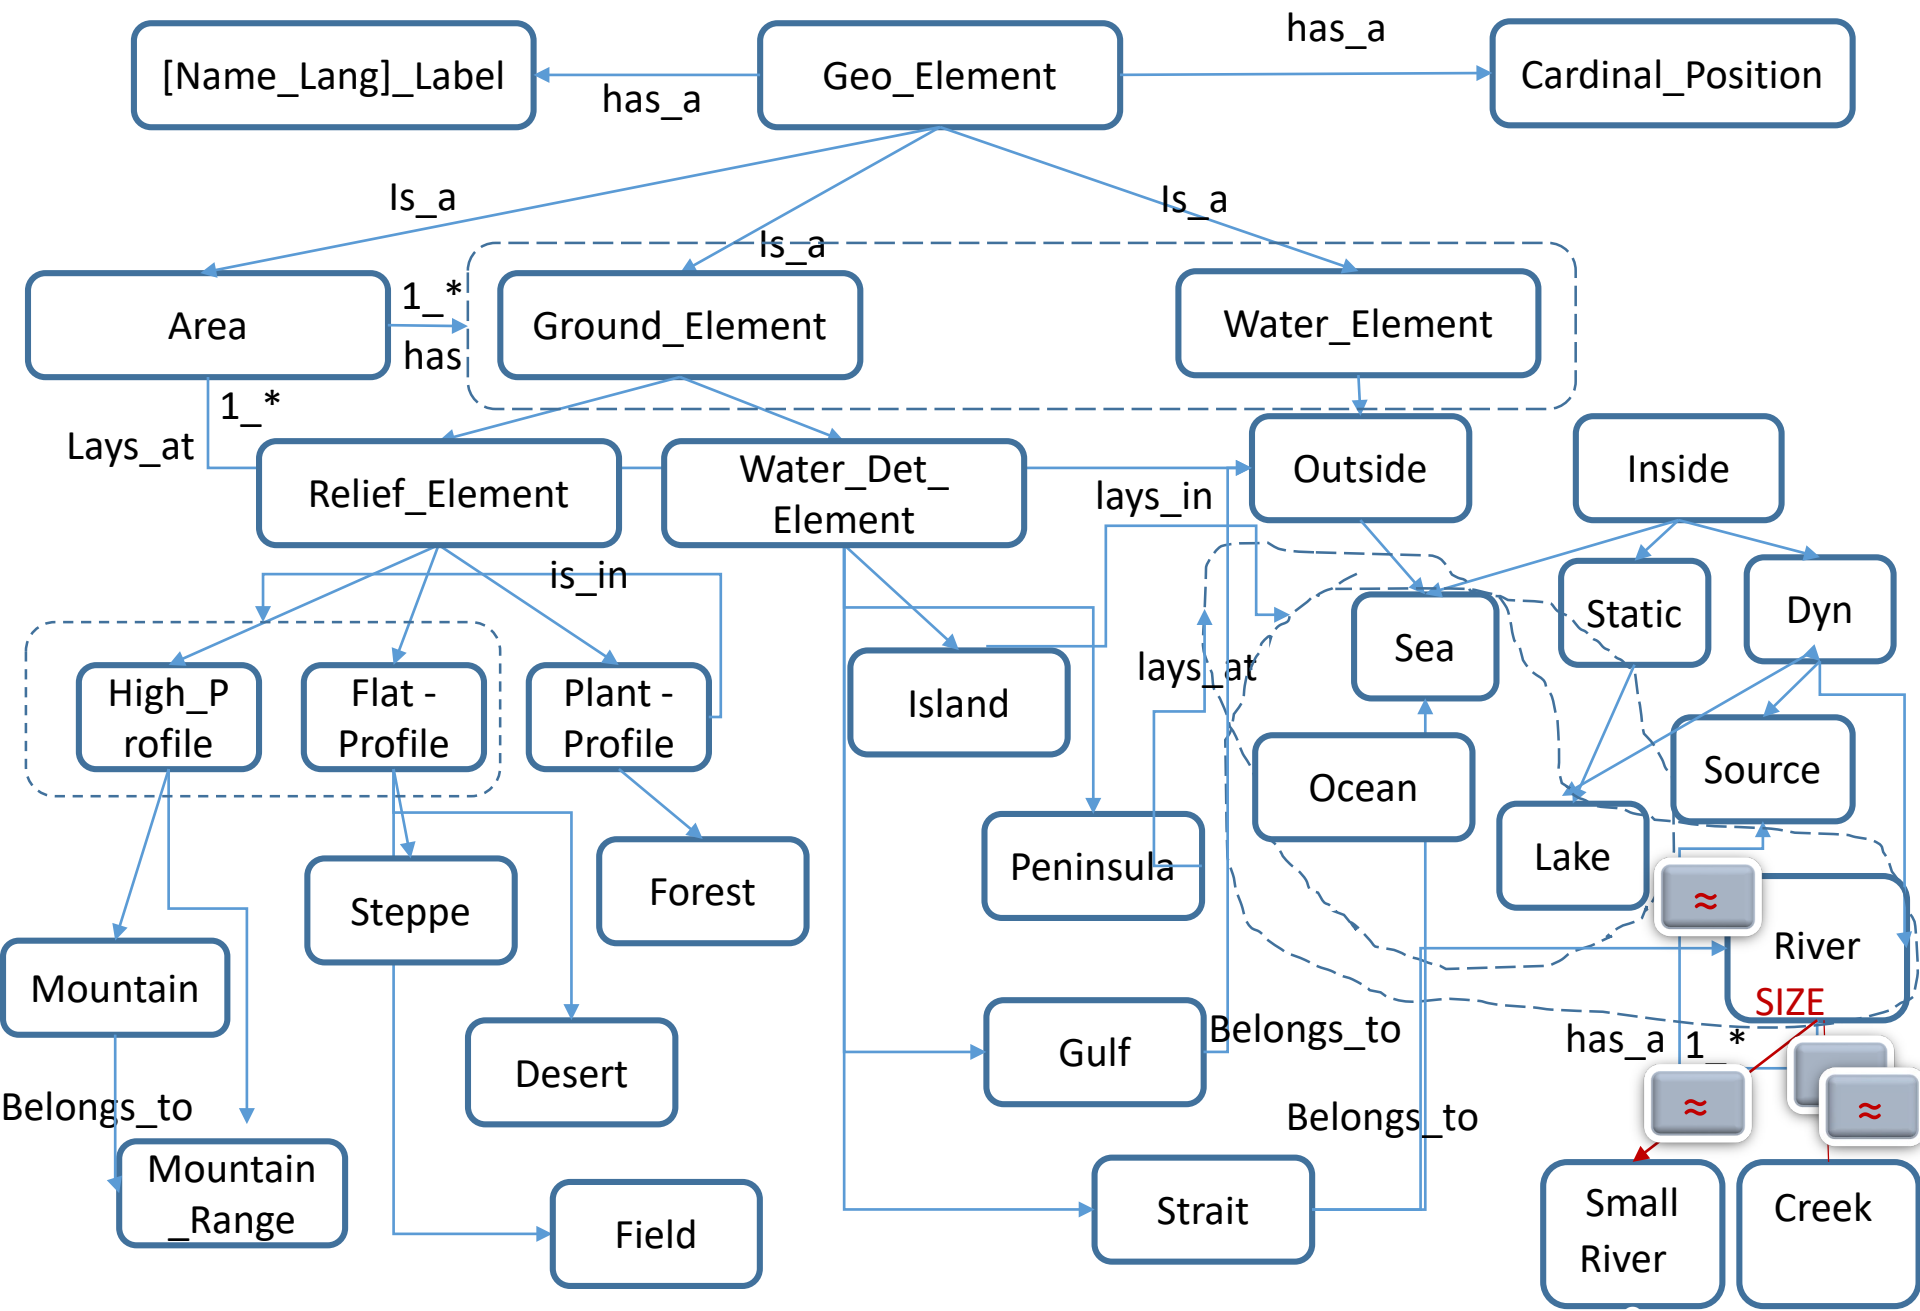 has_a
[Name_Lang]_Label
Geo_Element
Cardinal_Position
has_a
Is_a
Is_a
Is_a
1_*
Area
Ground_Element
Water_Element
has
1_*
Lays_at
Relief_Element
Water_Det_
Element
lays_in
Outside
Inside
is_in
Static
Dyn
Sea
lays_at
High_P
rofile
Flat -
Profile
Plant -
Profile
Island
Ocean
Source
Lake
Peninsula
Forest
Steppe
≈
River
SIZE
Mountain
Gulf
Belongs_to
has_a
1_*
Desert
Belongs_to
Belongs_to
≈
≈
Mountain
_Range
Field
Strait
Small
River
Creek